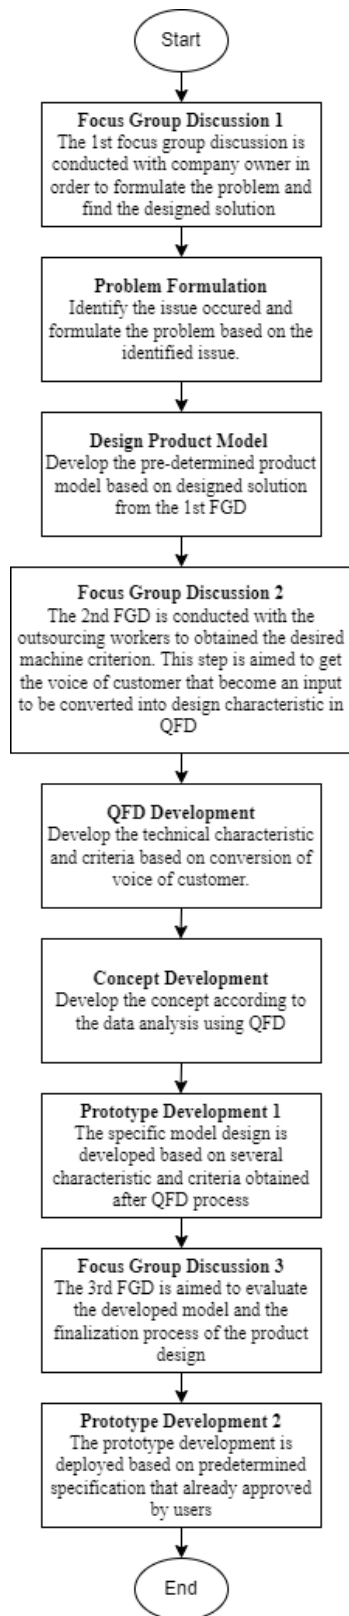 Start
Focus Group Discussion 1
The 1st focus group discussion is
conducted with company owner in
order to formulate the problem and
find the designed solution
Problem Formulation
Identify the issue occured and
formulate the problem based on the
identified issue.
Design Product Model
Develop the pre-determined product
model based on designed solution
from the 1st FGD
Focus Group Discussion 2
The 2nd FGD is conducted with the
outsourcing workers to obtained the desired
machine criterion. This step is aimed to get
the voice of customer that become an input
to be converted into design characteristic in
QFD
QFD Development
Develop the technical characteristic
and criteria based on conversion of
voice of customer.
Concept Development
Develop the concept according to
the data analysis using QFD
Prototype Development 1
The specific model design is
developed based on several
characteristic and criteria obtained
after QFD process
Focus Group Discussion 3
The 3rd FGD is aimed to evaluate
the developed model and the
finalization process of the product
design
Prototype Development 2
The prototype development is
deployed based on predetermined
specification that already approved
by users
End